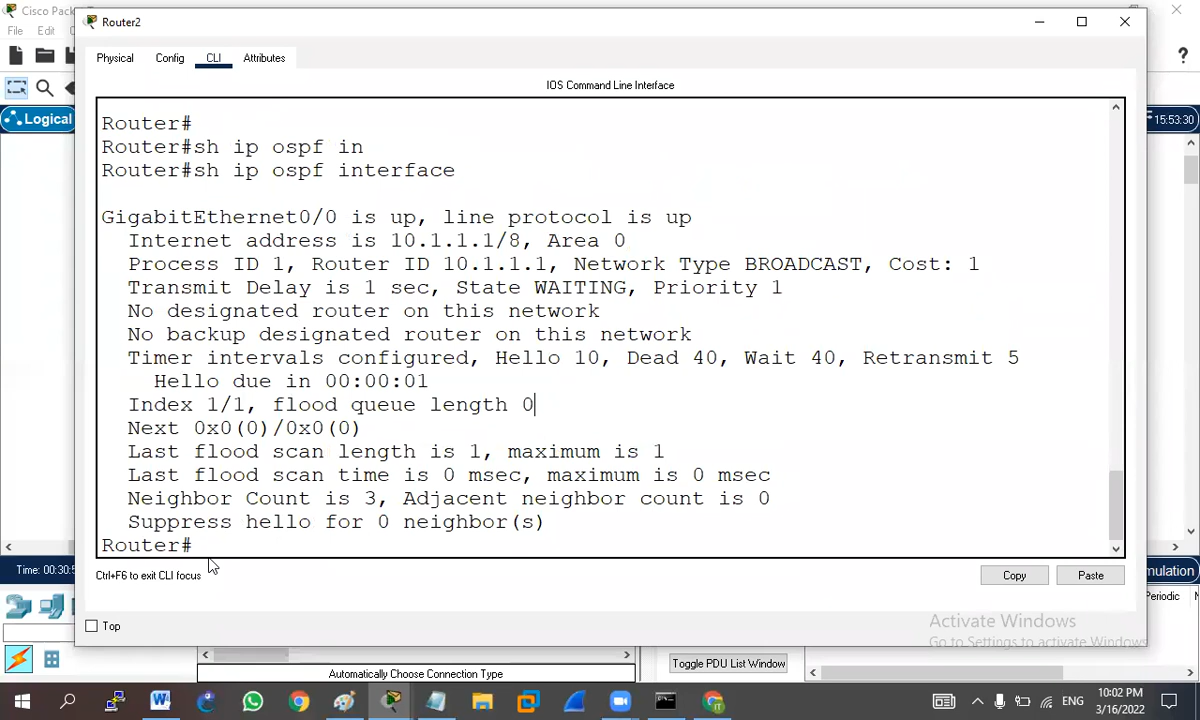 Cisco Pack
Router2
File Edit
Physical Config CLI Attributes
IOS Command Line Interface
Logical
15:53:30
Router#
Router#sh ip ospf in
Router#sh ip ospf interface
GigabitEthernet0/0 is up, line protocol is up
Internet address is 10.1.1.1/8, Area 0
Process ID 1, Router ID 10.1.1.1, Network Type BROADCAST, Cost: 1
Transmit Delay is 1 sec, State WAITING, Priority 1
No designated router on this network
No backup designated router on this network
Timer intervals configured, Hello 10, Dead 40, Wait 40, Retransmit 5
Hello due in 00:00:01
Index 1/1, flood queue length 0
Next 0x0(0)/0x0(0)
Last flood scan length is 1, maximum is 1
Last flood scan time is 0 msec, maximum is 0 msec
Neighbor Count is 3, Adjacent neighbor count is 0
Suppress hello for 0 neighbor(s)
Router#
Time: 00:30:5
Ctrl+F6 to exit CLI focus
Copy Paste
mulation
Periodic
Top
Activate Windows
Go to Settings to activate Windows.
Automatically Choose Connection Type
Toggle PDU List Window
ENG
10:02 PM
3/16/2022